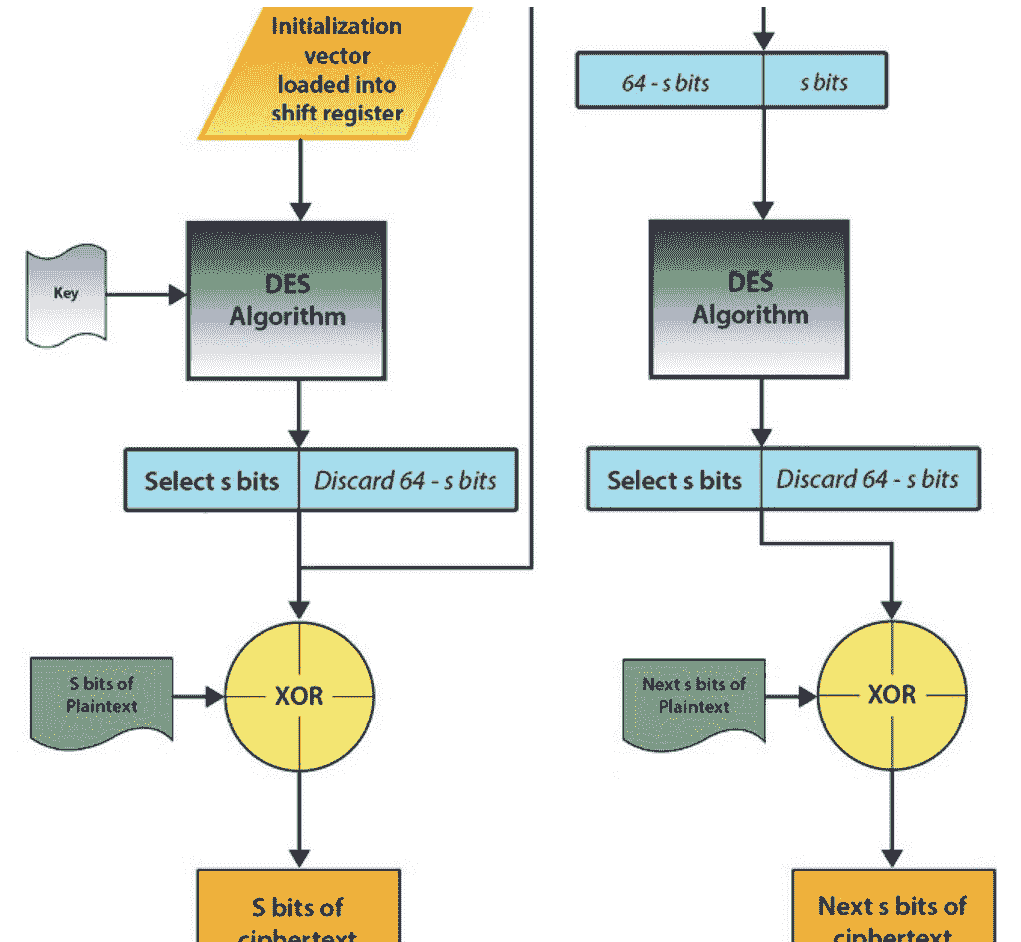 Initialization
vector
loaded into
shift register
Key
DES
Algorithm
Select s bits
Discard 64 - s bits
S bits of
Plaintext
XOR
S bits of
ciphertext
64 - s bits
s bits
DES
Algorithm
Select s bits
Discard 64 - s bits
Next s bits of
Plaintext
XOR
Next s bits of
ciphertext